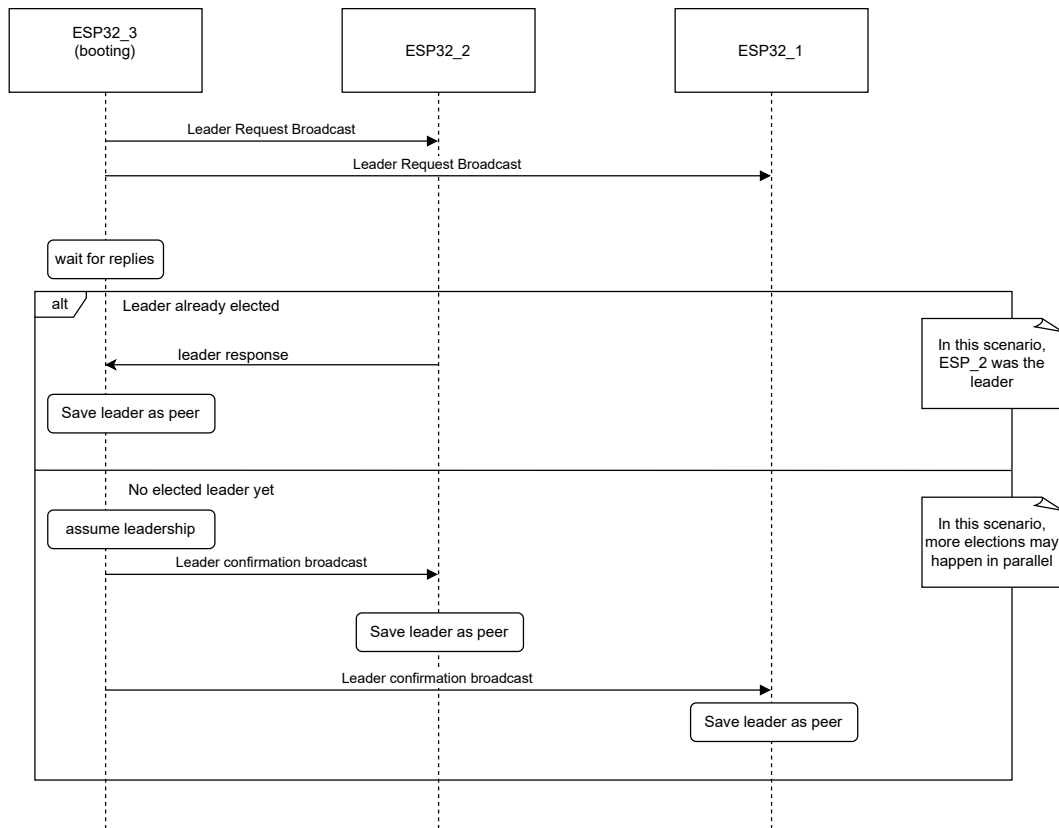 ESP32_3
(booting)
ESP32_2
ESP32_1
Leader Request Broadcast
Leader Request Broadcast
wait for replies
alt
Leader already elected
In this scenario,
ESP_2 was the
leader
leader response
Save leader as peer
No elected leader yet
assume leadership
In this scenario,
more elections may
happen in parallel
Leader confirmation broadcast
Save leader as peer
Leader confirmation broadcast
Save leader as peer